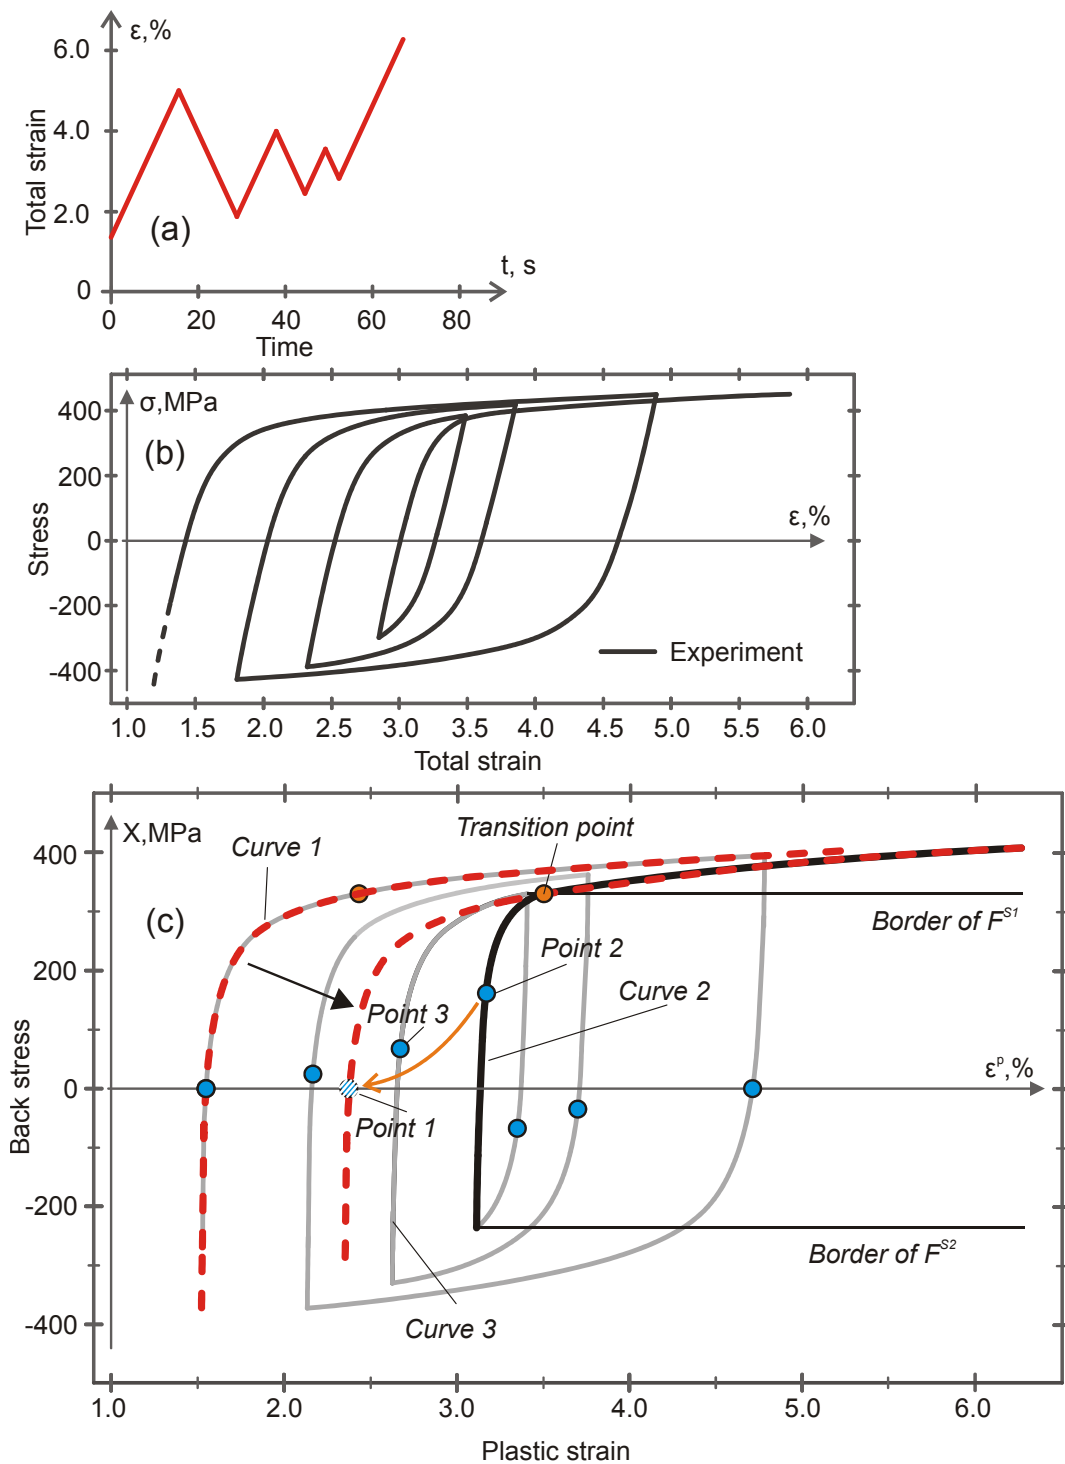 ε,%
6.0
4.0
2.0
0
Total strain
(a)
t, s
0 20 40 60 80
Time
σ,MPa
400
200
0
-200
-400
Stress
(b)
ε,%
Experiment
1.0 1.5 2.0 2.5 3.0 3.5 4.0 4.5 5.0 5.5 6.0
Total strain
X,MPa
Curve 1
Transition point
400
200
0
-200
-400
Back stress
(c)
Border of F^S1
Point 2
Curve 2
Point 3
ε^p,%
Point 1
Border of F^S2
Curve 3
1.0 2.0 3.0 4.0 5.0 6.0
Plastic strain